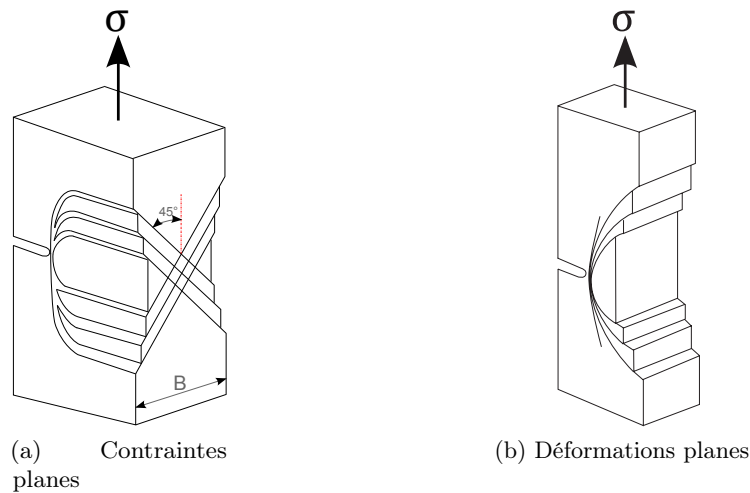 σ
σ
45°
B
(a) Contraintes
planes
(b) Déformations planes